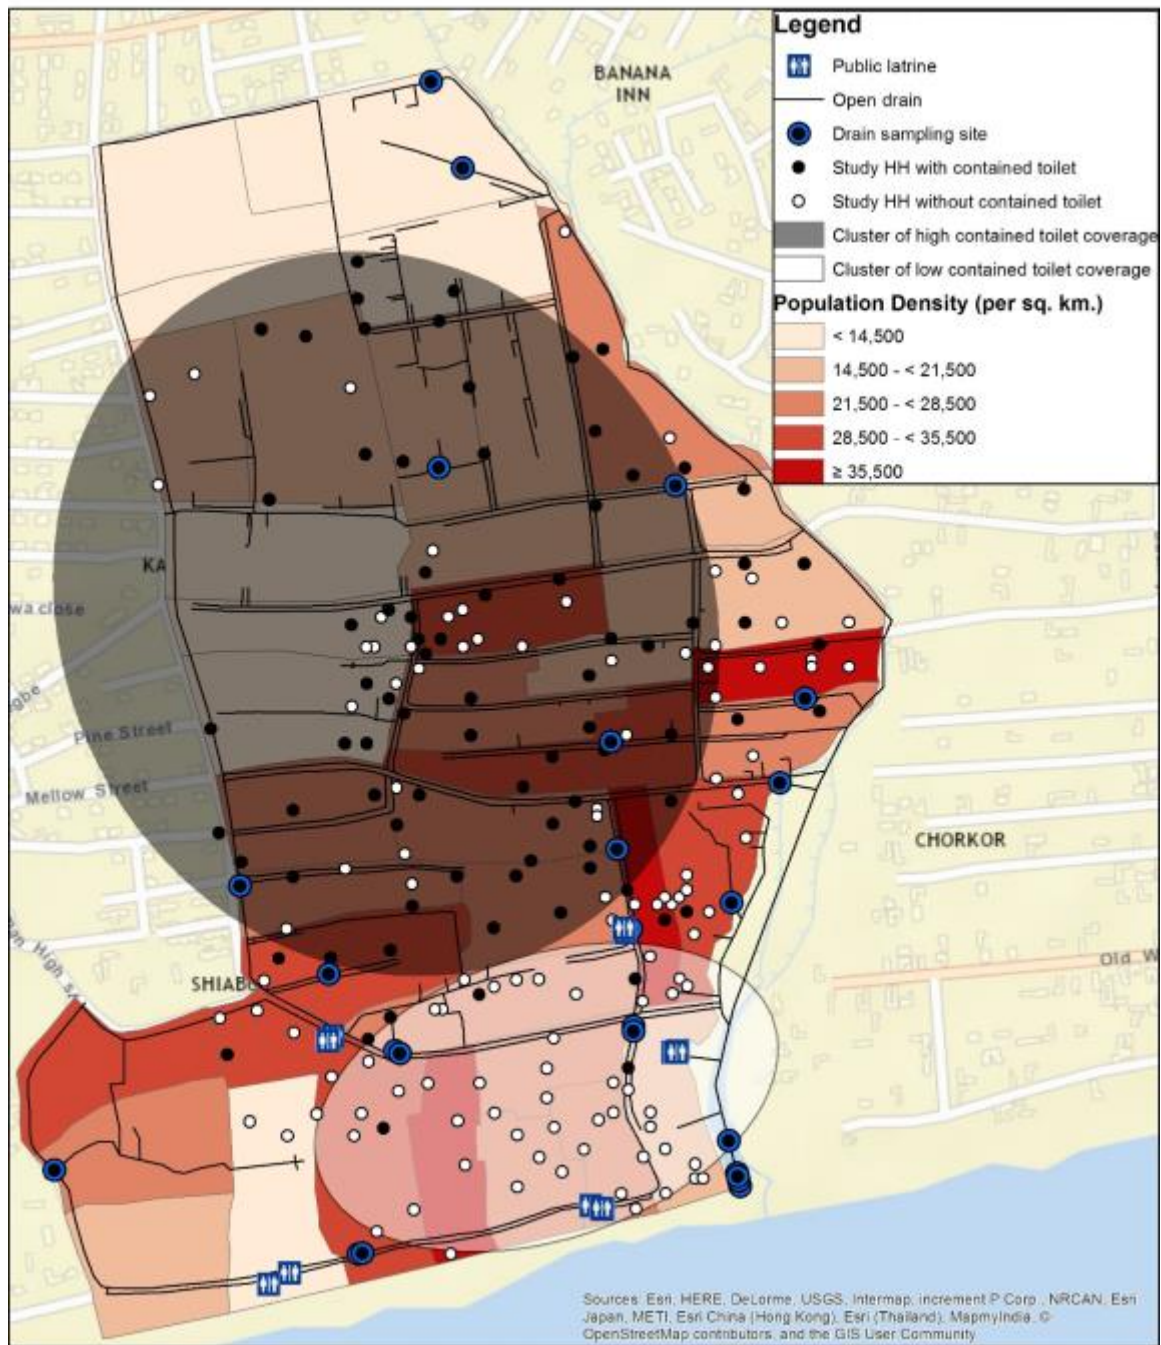 Legend
BANANA
INN
Public latrine
Open drain
Drain sampling site
Study HH with contained toilet
Study HH without contained toilet
Cluster of high contained toilet coverage
Cluster of low contained toilet coverage
Population Density (per sq. km.)
< 14,500
14,500 - < 21,500
21,500 - < 28,500
28,500 - < 35,500
≥ 35,500
KA
wa close
Pine Street
Mellow Street
CHORKOR
High
Old W
SHIABU
Sources: Esri, HERE, DeLorme, USGS, Intermap, increment P Corp., NRCAN, Esri
Japan, METI, Esri China (Hong Kong), Esri (Thailand), MapmyIndia, ©
OpenStreetMap contributors, and the GIS User Community